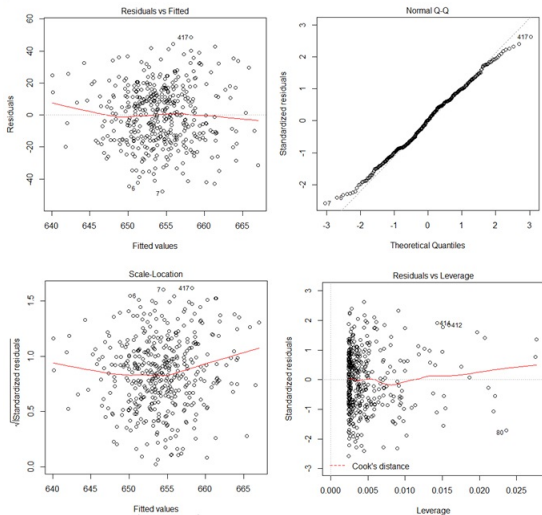 Residuals vs Fitted
Residuals
60
40
20
0
-20
-40
417
6
7
640 645 650 655 660 665
Fitted values
Normal Q-Q
Standardized residuals
3
2
1
0
-1
-2
417
7
-3 -2 -1 0 1 2 3
Theoretical Quantiles
Scale-Location
√Standardized residuals
1.5
1.0
0.5
0.0
6 7 417
640 645 650 655 660 665
Fitted values
Residuals vs Leverage
Standardized residuals
3
2
1
0
-1
-2
-3
414 412
80
Cook's distance
0.000 0.005 0.010 0.015 0.020 0.025
Leverage